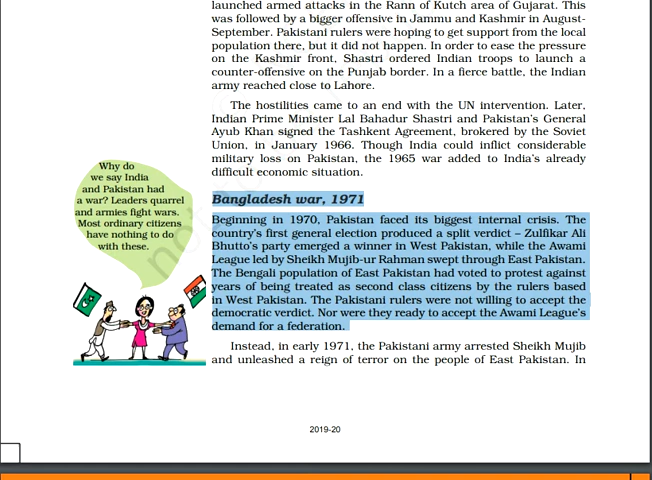 launched armed attacks in the Rann of Kutch area of Gujarat. This
was followed by a bigger offensive in Jammu and Kashmir in August-
September. Pakistani rulers were hoping to get support from the local
population there, but it did not happen. In order to ease the pressure
on the Kashmir front, Shastri ordered Indian troops to launch a
counter-offensive on the Punjab border. In a fierce battle, the Indian
army reached close to Lahore.
The hostilities came to an end with the UN intervention. Later,
Indian Prime Minister Lal Bahadur Shastri and Pakistan's General
Ayub Khan signed the Tashkent Agreement, brokered by the Soviet
Union, in January 1966. Though India could inflict considerable
military loss on Pakistan, the 1965 war added to India's already
difficult economic situation.
Why do
we say India
and Pakistan had
a war? Leaders quarrel
and armies fight wars.
Most ordinary citizens
have nothing to do
with these.
Bangladesh war, 1971
Beginning in 1970, Pakistan faced its biggest internal crisis. The
country's first general election produced a split verdict – Zulfikar Ali
Bhutto's party emerged a winner in West Pakistan, while the Awami
League led by Sheikh Mujib-ur Rahman swept through East Pakistan.
The Bengali population of East Pakistan had voted to protest against
years of being treated as second class citizens by the rulers based
in West Pakistan. The Pakistani rulers were not willing to accept the
democratic verdict. Nor were they ready to accept the Awami League's
demand for a federation.
Instead, in early 1971, the Pakistani army arrested Sheikh Mujib
and unleashed a reign of terror on the people of East Pakistan. In
2019-20